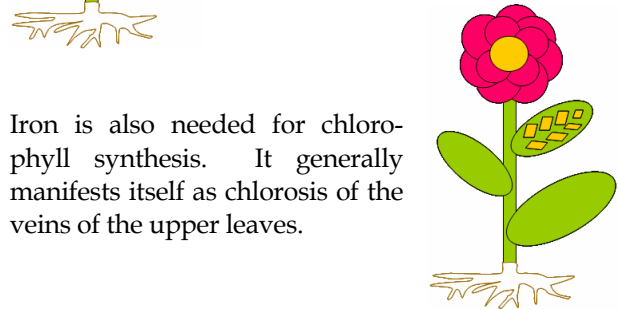 Iron is also needed for chloro-
phyll synthesis. It generally
manifests itself as chlorosis of the
veins of the upper leaves.